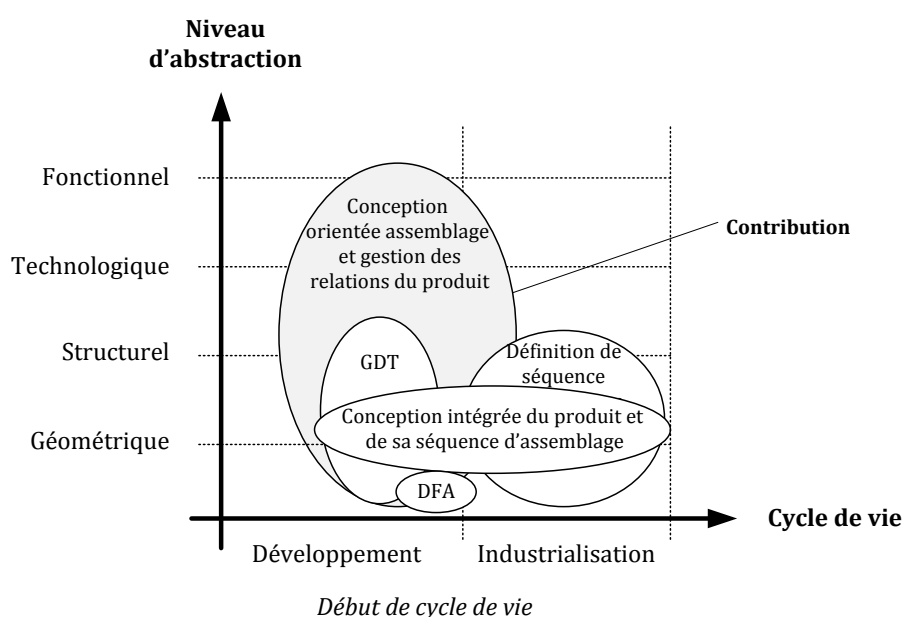 Niveau
d’abstraction
Fonctionnel
Conception
orientée assemblage
et gestion des
relations du produit
Contribution
Technologique
Structurel
GDT
Définition de
séquence
Conception intégrée du produit et
de sa séquence d’assemblage
Géométrique
DFA
Cycle de vie
Développement
Industrialisation
Début de cycle de vie